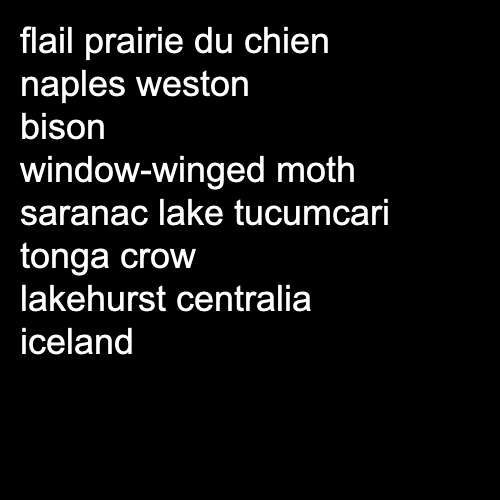 flail prairie du chien
naples weston
bison
window-winged moth
saranac lake tucumcari
tonga crow
lakehurst centralia
iceland